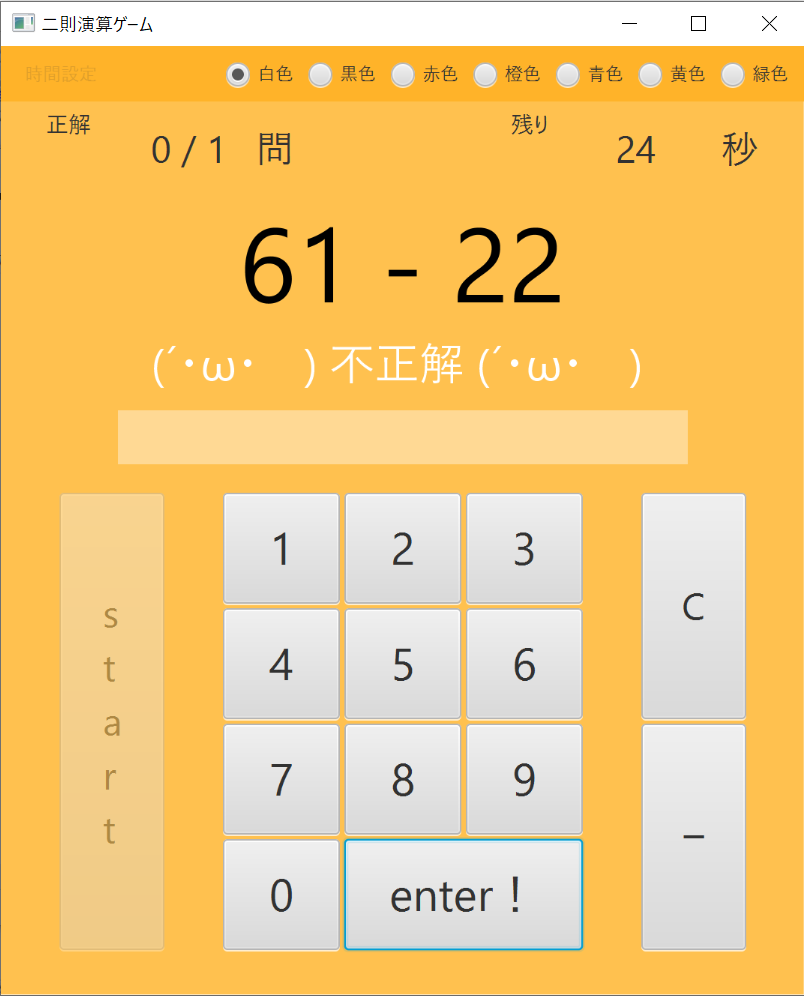 二則演算ゲーム
時間設定 白色 黒色 赤色 橙色 青色 黄色 緑色
正解 0 / 1 問 残り 24 秒
61 - 22
(´・ω・ ) 不正解 (´・ω・ )
1 2 3
4 5 6
7 8 9
0 enter !
s
t
a
r
t
C
–